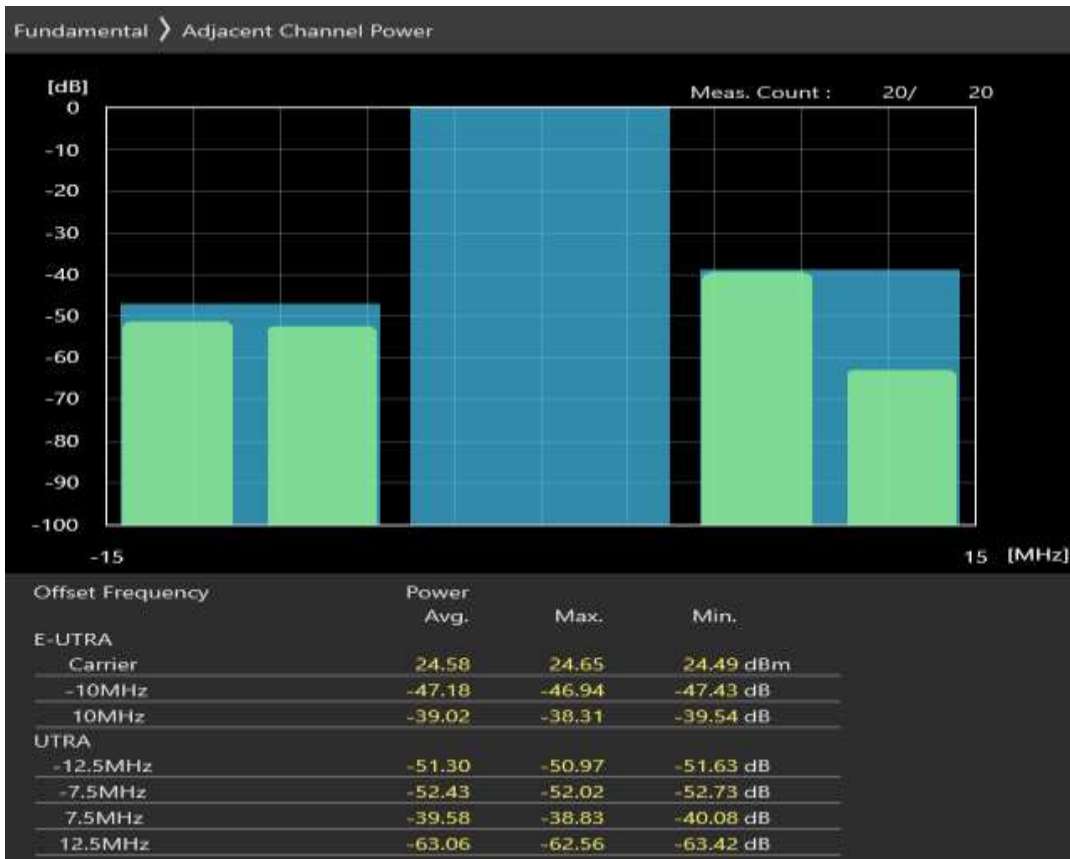 Fundamental 〉 Adjacent Channel Power
[dB]
Meas. Count : 20/ 20
0
-10
-20
-30
-40
-50
-60
-70
-80
-90
-100
-15 15 [MHz]
Offset Frequency Power
Avg. Max. Min.
E-UTRA
Carrier 24.58 24.65 24.49 dBm
-10MHz -47.18 -46.94 -47.43 dB
10MHz -39.02 -38.31 -39.54 dB
UTRA
-12.5MHz -51.30 -50.97 -51.63 dB
-7.5MHz -52.43 -52.02 -52.73 dB
7.5MHz -39.58 -38.83 -40.08 dB
12.5MHz -63.06 -62.56 -63.42 dB